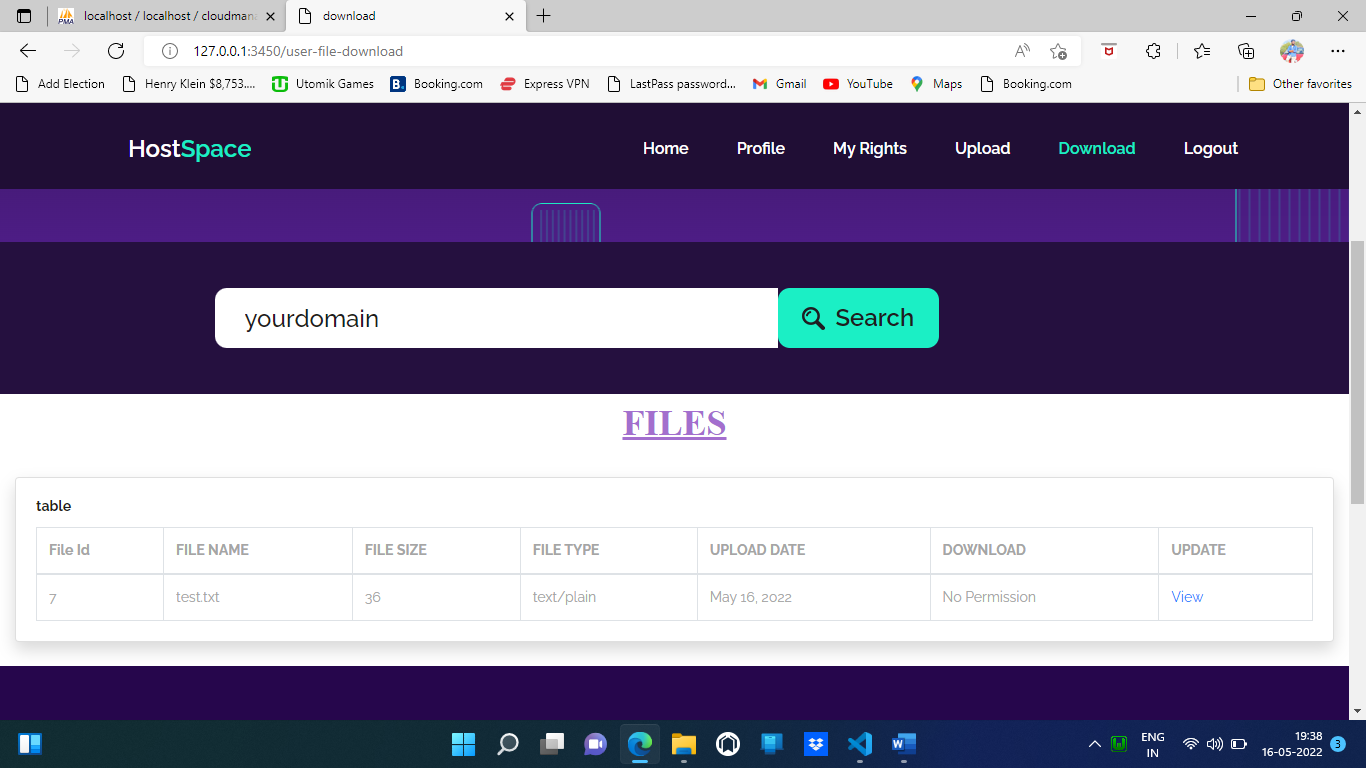 localhost / localhost / cloudmana
download
127.0.0.1:3450/user-file-download
Add Election
Henry Klein $8,753....
Utomik Games
Booking.com
Express VPN
LastPass password...
Gmail
YouTube
Maps
Booking.com
Other favorites
HostSpace
Home
Profile
My Rights
Upload
Download
Logout
yourdomain
Search
FILES
table
File Id FILE NAME FILE SIZE FILE TYPE UPLOAD DATE DOWNLOAD UPDATE
7 test.txt 36 text/plain May 16, 2022 No Permission View
ENG
IN
19:38
16-05-2022
3